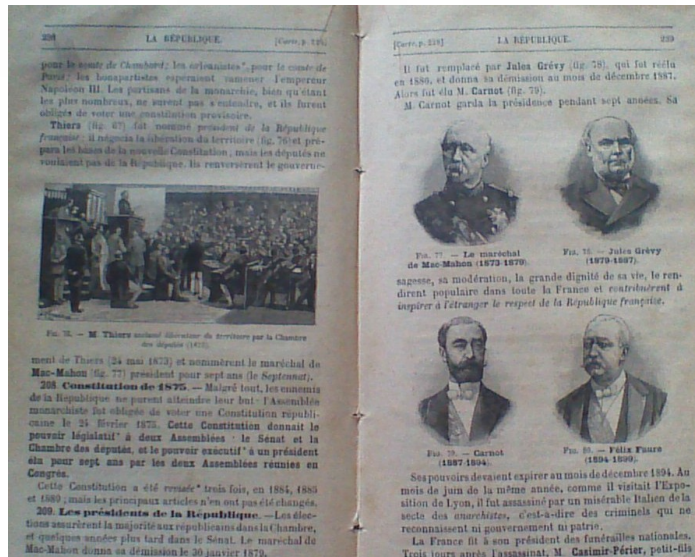 238 LA RÉPUBLIQUE. [Carte, p. 238]
pour le comte de Chambord; les orléanistes*, pour le comte de
Paris; les bonapartistes espéraient ramener l'empereur
Napoléon III. Les partisans de la monarchie, bien qu'étant
les plus nombreux, ne surent pas s'entendre, et ils furent
obligés de voter une constitution provisoire.
Thiers (fig. 67) fut nommé président de la République
française: il négocia la libération du territoire (fig. 76) et pré-
para les bases de la nouvelle Constitution; mais les députés ne
voulaient pas de la République. Ils renversèrent le gouverne-
— M. Thiers acclamé libérateur du territoire par la Chambre
des députés
ment de Thiers (24 mai 1873) et nommèrent le maréchal de
Mac-Mahon (fig. 77) président pour sept ans (le Septennat).
208. Constitution de 1875. — Malgré tout, les ennemis
de la République ne purent atteindre leur but: l'Assemblée
monarchiste fut obligée de voter une Constitution républi-
caine le 25 février 1875. Cette Constitution donnait le
pouvoir législatif* à deux Assemblées: le Sénat et la
Chambre des députés, et le pouvoir exécutif* à un président
élu pour sept ans par les deux Assemblées réunies en
Congrès.
Cette Constitution a été revisée* trois fois, en 1884, 1885
et 1889; mais les principaux articles n'en ont pas été changés.
209. Les présidents de la République. — Les élec-
tions assurèrent la majorité aux républicains dans la Chambre,
et quelques années plus tard dans le Sénat. Le maréchal de
Mac-Mahon donna sa démission le 30 janvier 1879.
[Carte, p. 238] LA RÉPUBLIQUE. 239
Il fut remplacé par Jules Grévy (fig. 78), qui fut réélu
en 1886, et donna sa démission au mois de décembre 1887.
Alors fut élu M. Carnot (fig. 79).
M. Carnot garda la présidence pendant sept années. Sa
FIG. 77. — Le maréchal
de Mac-Mahon (1873-1879).
FIG. 78. — Jules Grévy
(1879-1887).
sagesse, sa modération, la grande dignité de sa vie, le ren-
dirent populaire dans toute la France et contribuèrent à
inspirer à l'étranger le respect de la République française.
FIG. 79. — Carnot
(1887-1894).
FIG. 80. — Félix Faure
(1894-1899).
Ses pouvoirs devaient expirer au mois de décembre 1894. Au
mois de juin de la même année, comme il visitait l'Expo-
sition de Lyon, il fut assassiné par un misérable Italien de la
secte des anarchistes, c'est-à-dire des criminels qui ne
reconnaissent ni gouvernement ni patrie.
La France fit à son président des funérailles nationales.
Trois jours après l'assassinat, M. Casimir-Périer, petit-fils